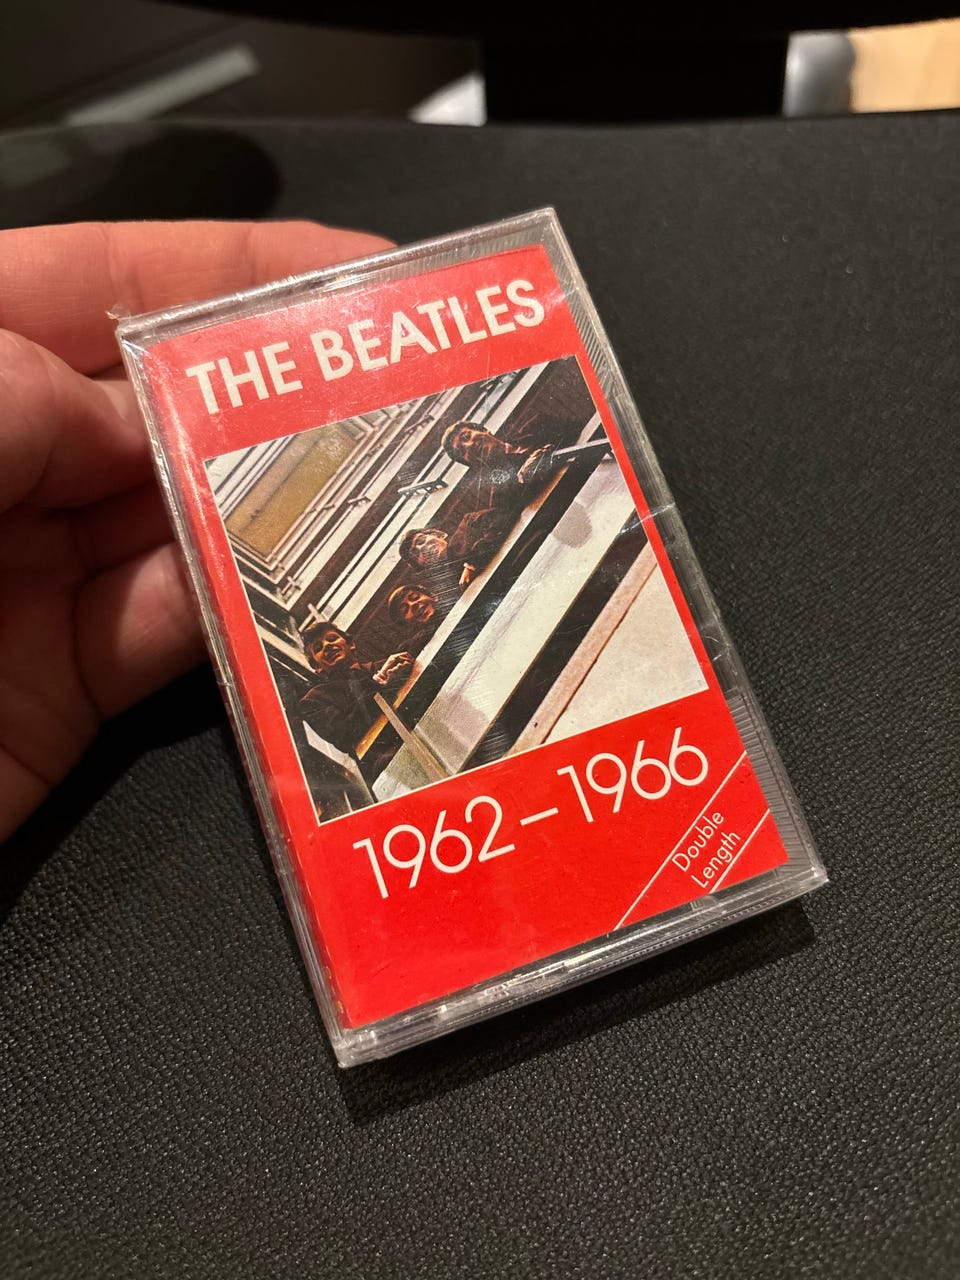 THE BEATLES
1962–1966
Double
Length